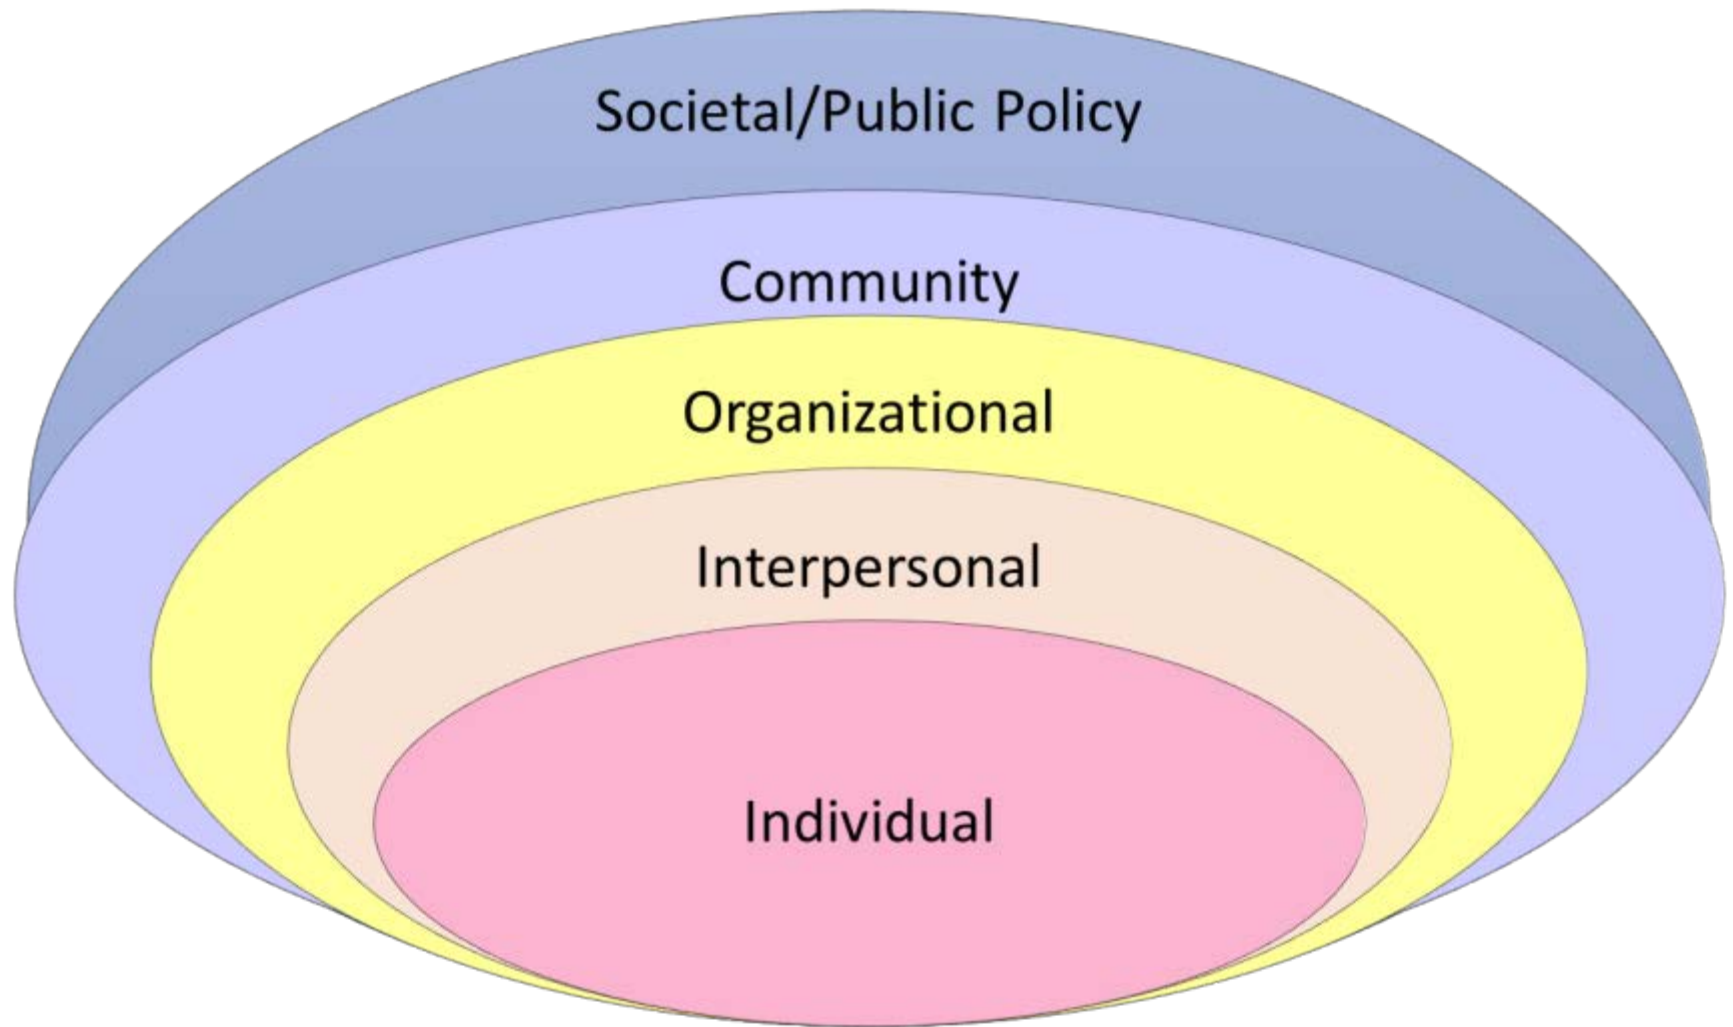 Societal/Public Policy
Community
Organizational
Interpersonal
Individual